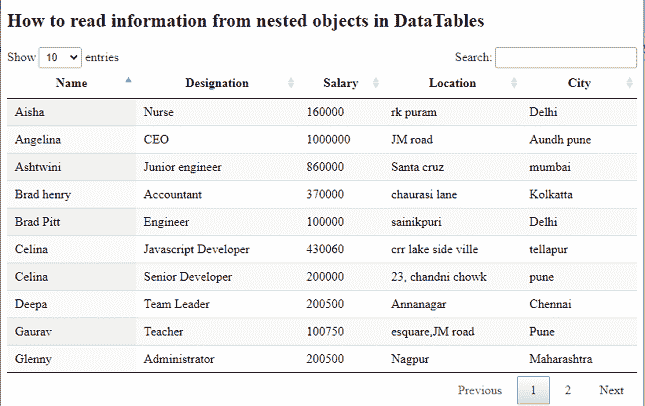 How to read information from nested objects in DataTables
Show 10 entries Search:
Name Designation Salary Location City
Aisha Nurse 160000 rk puram Delhi
Angelina CEO 1000000 JM road Aundh pune
Ashtwini Junior engineer 860000 Santa cruz mumbai
Brad henry Accountant 370000 chaurasi lane Kolkatta
Brad Pitt Engineer 100000 sainikpuri Delhi
Celina Javascript Developer 430060 crr lake side ville tellapur
Celina Senior Developer 200000 23, chandni chowk pune
Deepa Team Leader 200500 Annanagar Chennai
Gaurav Teacher 100750 esquare,JM road Pune
Glenny Administrator 200500 Nagpur Maharashtra
Previous 1 2 Next